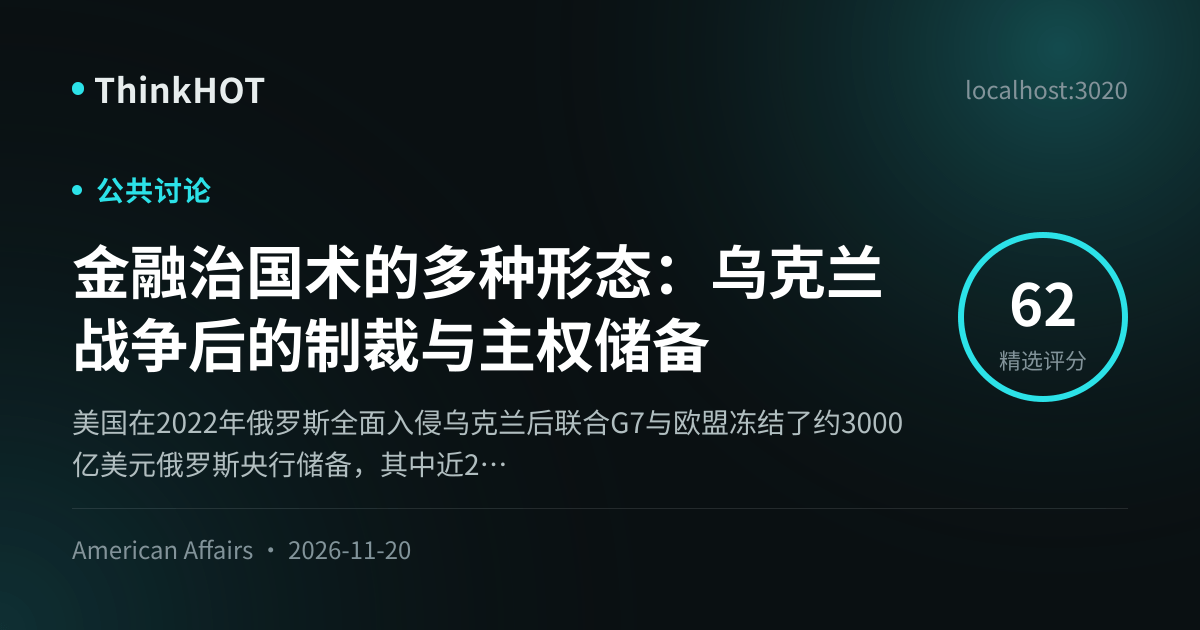 ThinkHOT
localhost:3020
公共讨论
金融治国术的多种形态：乌克兰
战争后的制裁与主权储备
62
精选评分
美国在2022年俄罗斯全面入侵乌克兰后联合G7与欧盟冻结了约3000
亿美元俄罗斯央行储备，其中近2…
American Affairs · 2026-11-20